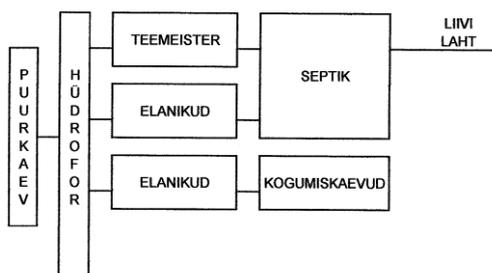 PUURKAEV
HÜDROFOR
TEEMEISTER
ELANIKUD
ELANIKUD
SEPTIK
KOGUMISKAEVUD
LIIVI
LAHT